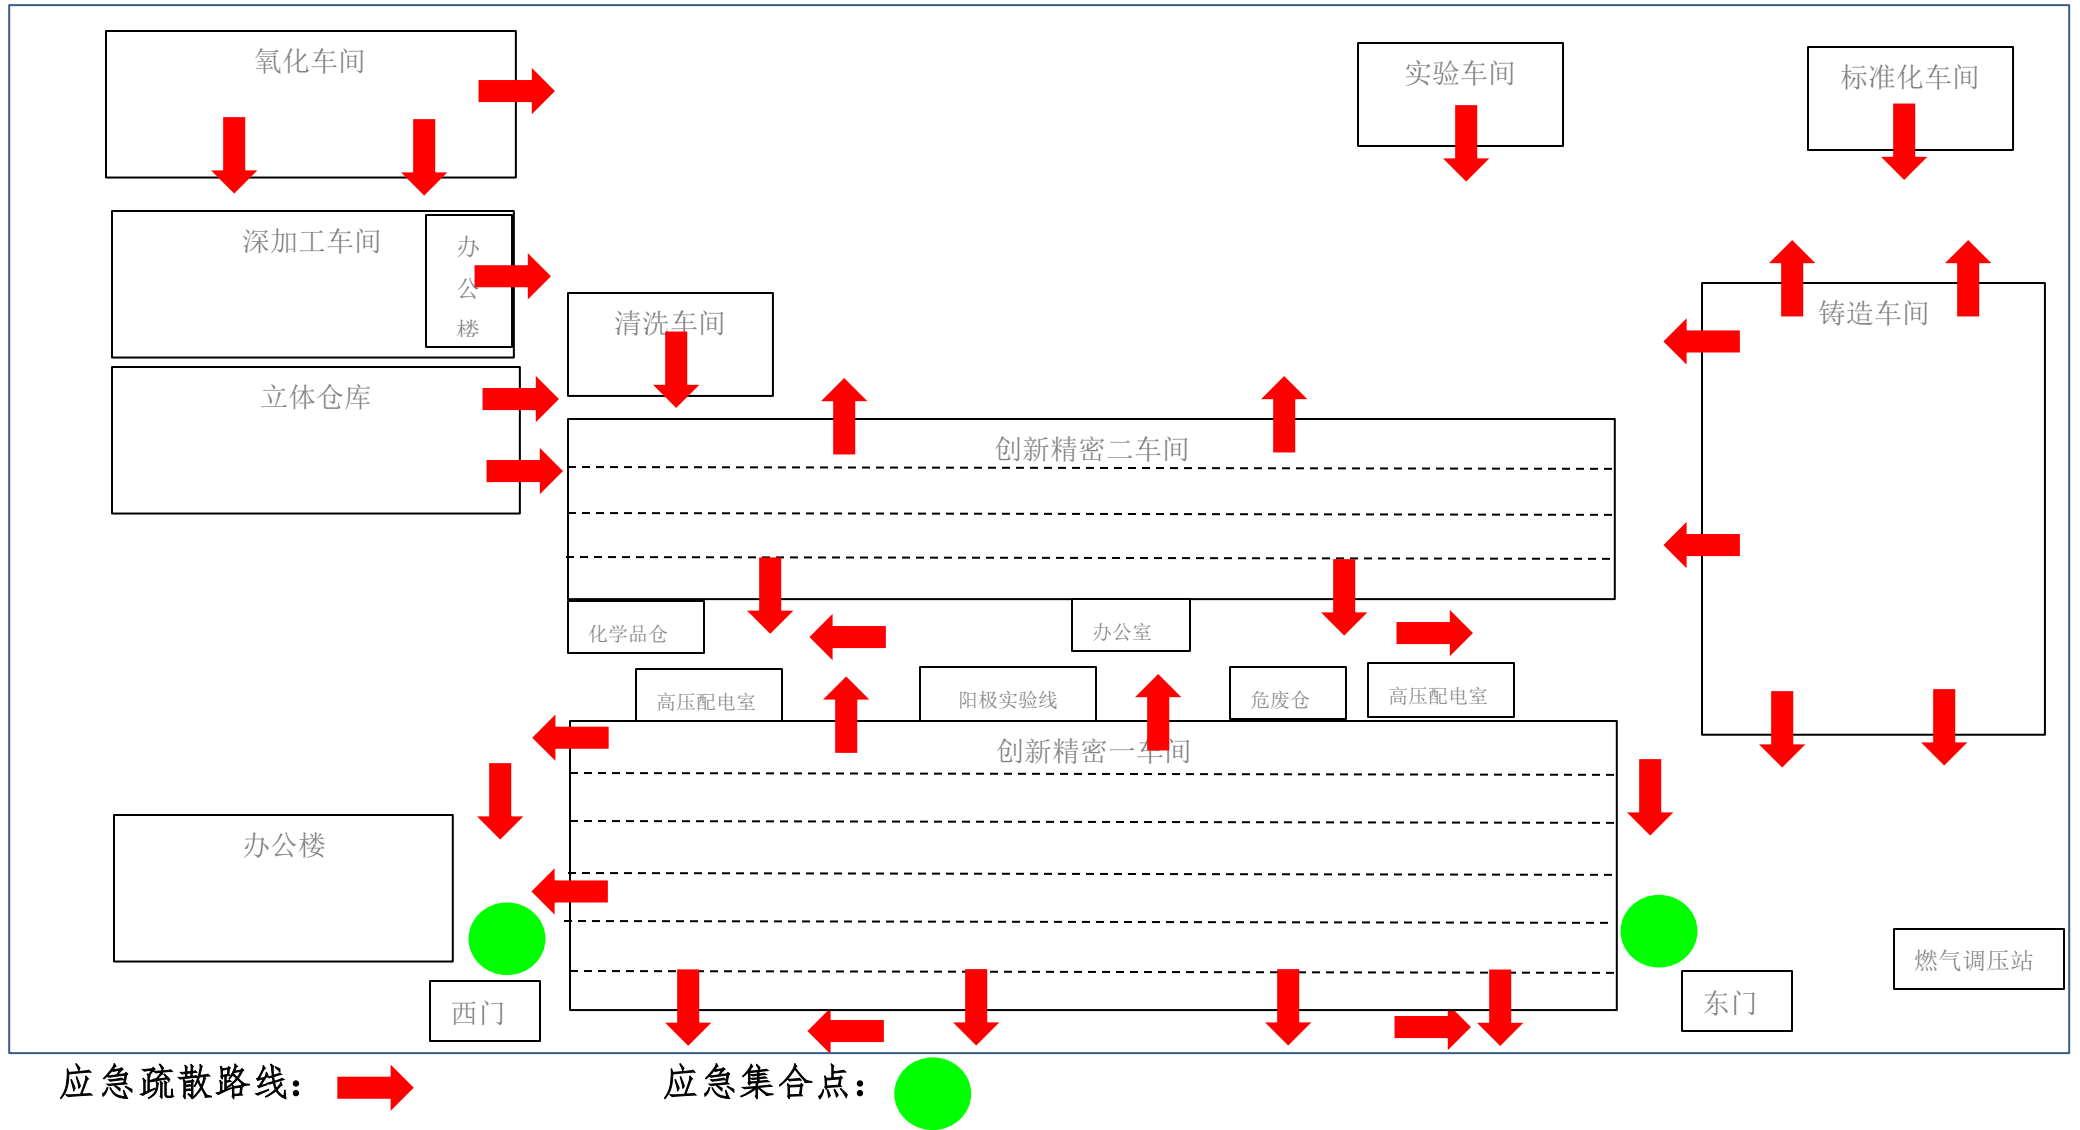 氧化车间
实验车间
标准化车间
深加工车间
办
公
楼
清洗车间
铸造车间
立体仓库
创新精密二车间
化学品仓
办公室
高压配电室
阳极实验线
危废仓
高压配电室
创新精密一车间
办公楼
燃气调压站
西门
东门
应急疏散路线：
应急集合点：